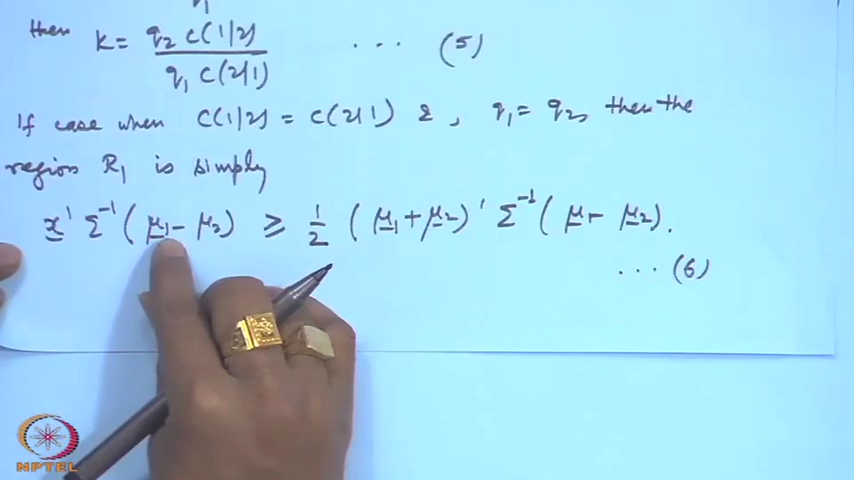 then K = q₂ c(1|2) / q₁ c(2|1) ... (5)
If case when c(1|2) = c(2|1) & , q₁ = q₂, then the
region R₁ is simply
x' Σ⁻¹ (μ₁ - μ₂) ≥ 1/2 (μ₁ + μ₂)' Σ⁻¹ (μ₁ - μ₂).
... (6)
NPTEL